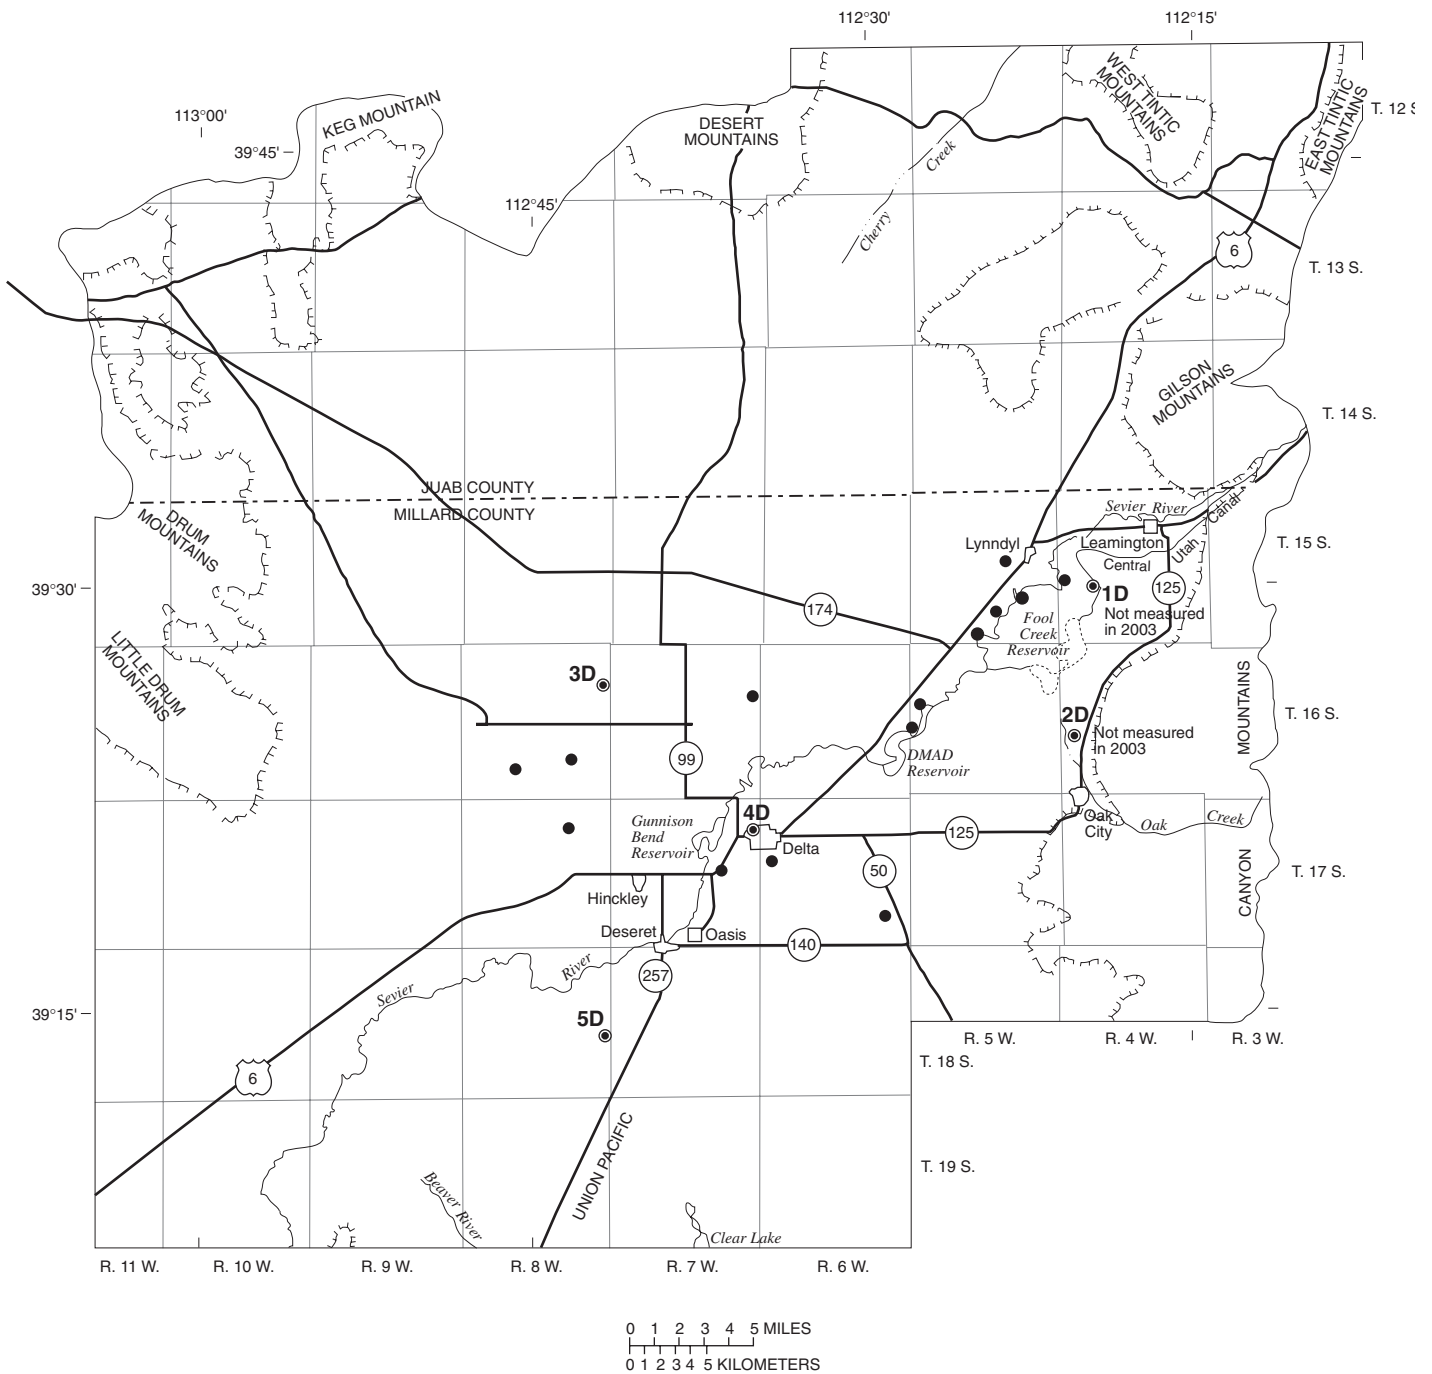 112°30'
112°15'
113°00'
39°45'
112°45'
KEG MOUNTAIN
DESERT
MOUNTAINS
WEST TINTIC
MOUNTAINS
EAST TINTIC
MOUNTAINS
T. 12 S
Cherry
Creek
6
T. 13 S.
GILSON
MOUNTAINS
T. 14 S.
JUAB COUNTY
MILLARD COUNTY
DRUM
MOUNTAINS
Sevier River
Canal
Lynndyl
Leamington
Central
Utah
T. 15 S.
39°30'
174
125
1D
Not measured
in 2003
Fool
Creek
Reservoir
LITTLE DRUM
MOUNTAINS
3D
2D
Not measured
in 2003
MOUNTAINS
T. 16 S.
99
DMAD
Reservoir
4D
Gunnison
Bend
Reservoir
Delta
125
Oak
City
Oak
Creek
50
CANYON
T. 17 S.
Hinckley
Deseret
Oasis
140
257
River
Sevier
39°15'
5D
R. 5 W.
R. 4 W.
R. 3 W.
T. 18 S.
6
UNION PACIFIC
T. 19 S.
Beaver River
Clear Lake
R. 11 W.
R. 10 W.
R. 9 W.
R. 8 W.
R. 7 W.
R. 6 W.
0 1 2 3 4 5 MILES
0 1 2 3 4 5 KILOMETERS